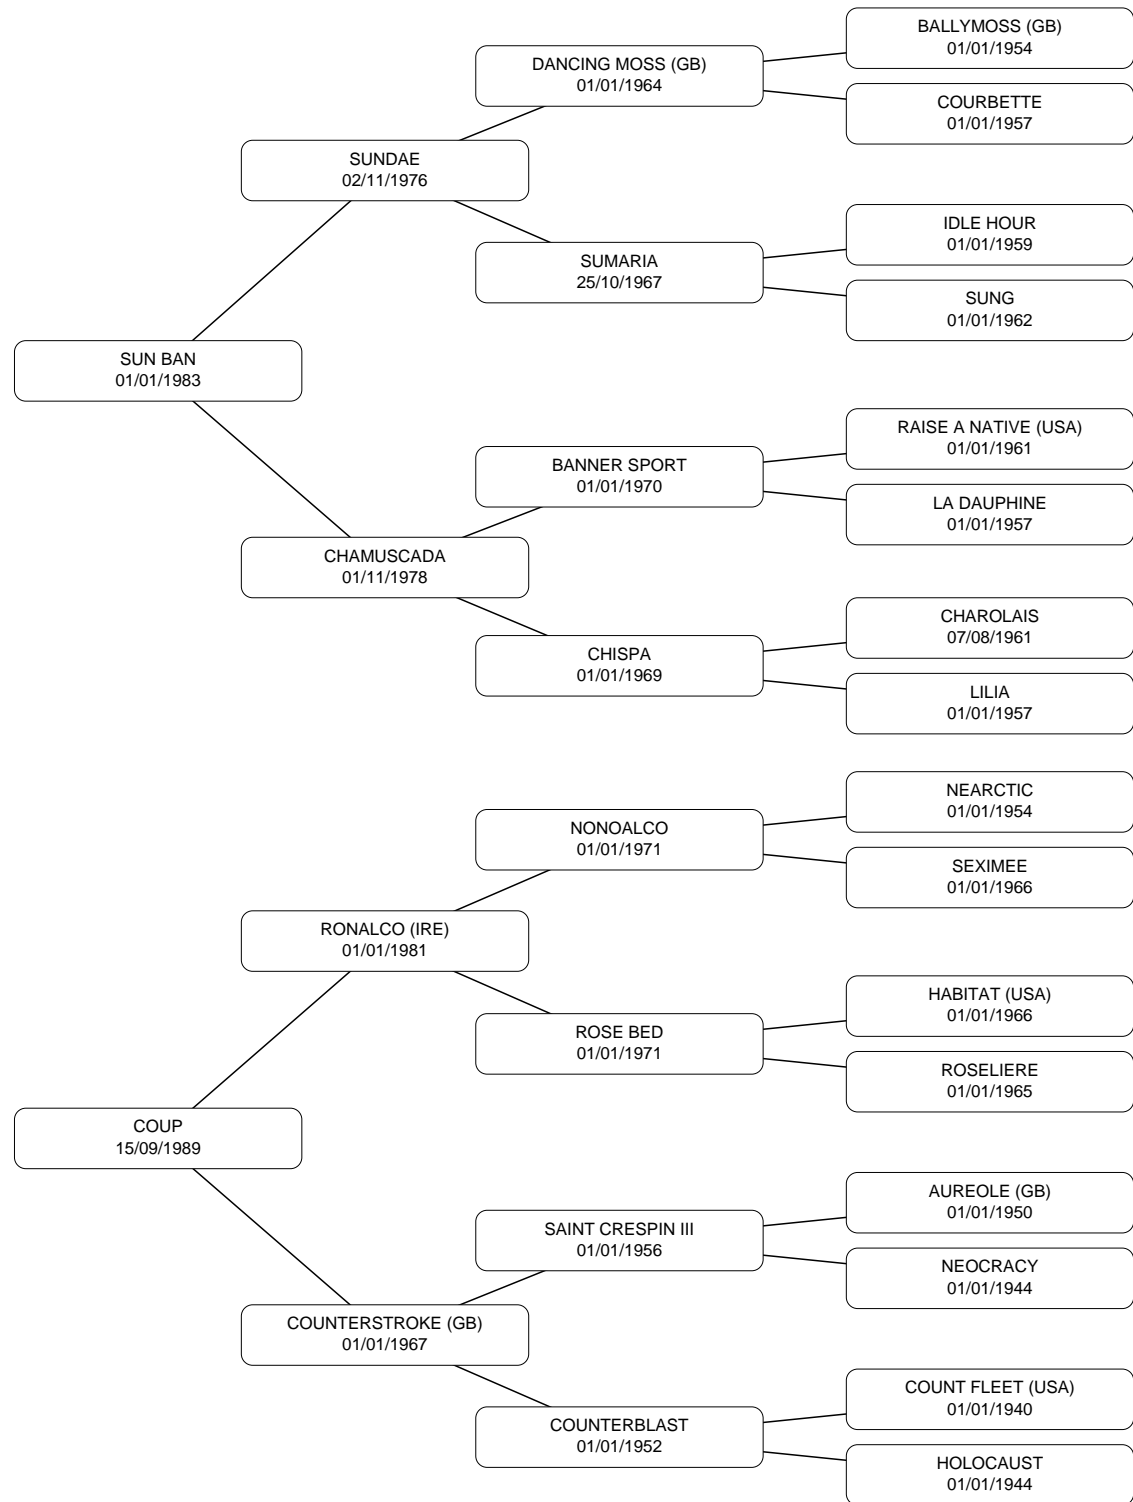 BALLYMOSS (GB)
01/01/1954
DANCING MOSS (GB)
01/01/1964
COURBETTE
01/01/1957
SUNDAE
02/11/1976
IDLE HOUR
01/01/1959
SUMARIA
25/10/1967
SUNG
01/01/1962
SUN BAN
01/01/1983
RAISE A NATIVE (USA)
01/01/1961
BANNER SPORT
01/01/1970
LA DAUPHINE
01/01/1957
CHAMUSCADA
01/11/1978
CHAROLAIS
07/08/1961
CHISPA
01/01/1969
LILIA
01/01/1957
NEARCTIC
01/01/1954
NONOALCO
01/01/1971
SEXIMEE
01/01/1966
RONALCO (IRE)
01/01/1981
HABITAT (USA)
01/01/1966
ROSE BED
01/01/1971
ROSELIERE
01/01/1965
COUP
15/09/1989
AUREOLE (GB)
01/01/1950
SAINT CRESPIN III
01/01/1956
NEOCRACY
01/01/1944
COUNTERSTROKE (GB)
01/01/1967
COUNT FLEET (USA)
01/01/1940
COUNTERBLAST
01/01/1952
HOLOCAUST
01/01/1944